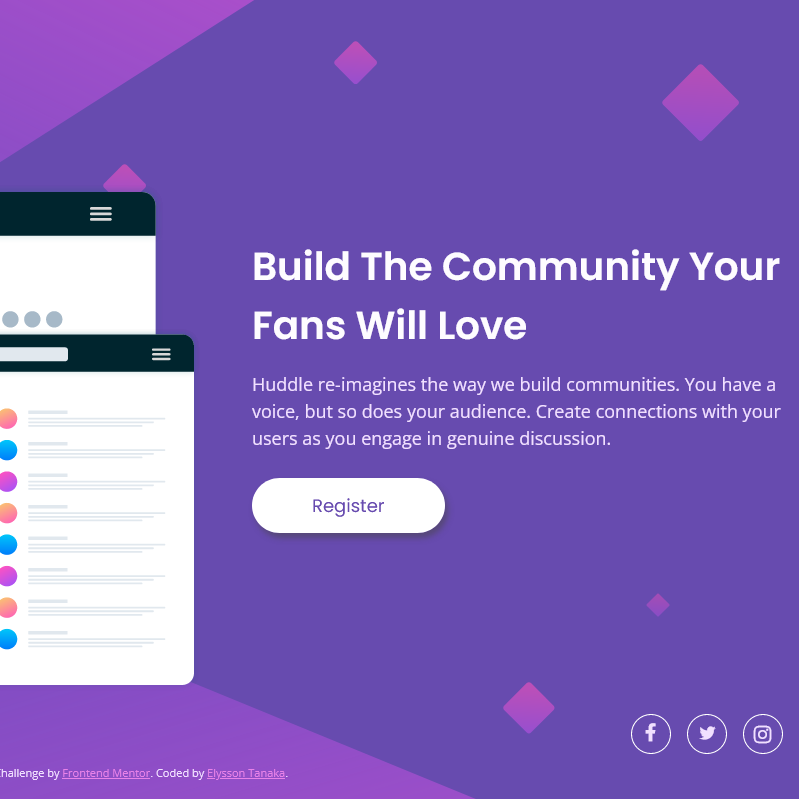 Build The Community Your
Fans Will Love
Huddle re-imagines the way we build communities. You have a
voice, but so does your audience. Create connections with your
users as you engage in genuine discussion.
Register
Challenge by Frontend Mentor. Coded by Elysson Tanaka.